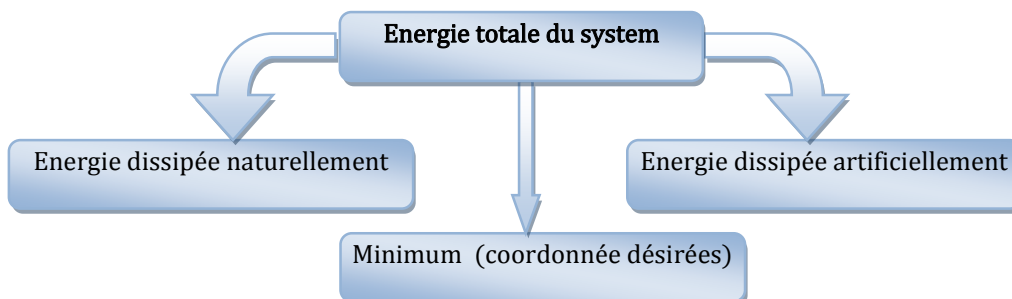 Energie totale du system
Energie dissipée naturellement
Energie dissipée artificiellement
Minimum (coordonnée désirées)